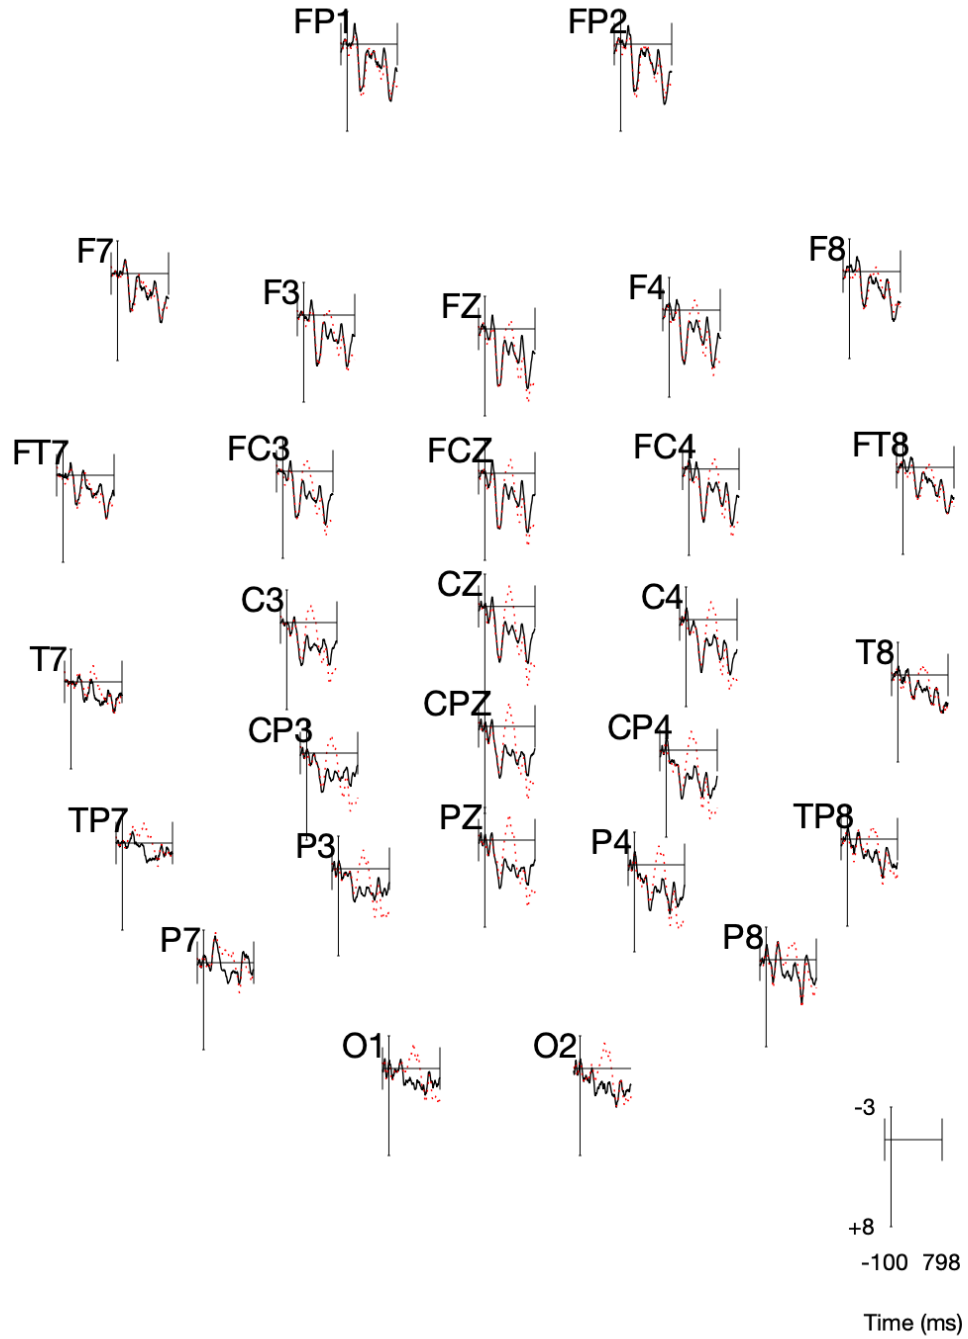 FP1 FP2
F7 F8
F3 FZ F4
FT7 FC3 FCZ FC4 FT8
C3 CZ C4
T7 T8
CP3 CPZ CP4
TP7 P3 PZ P4 TP8
P7 P8
O1 O2
-3
+8
-100 798
Time (ms)